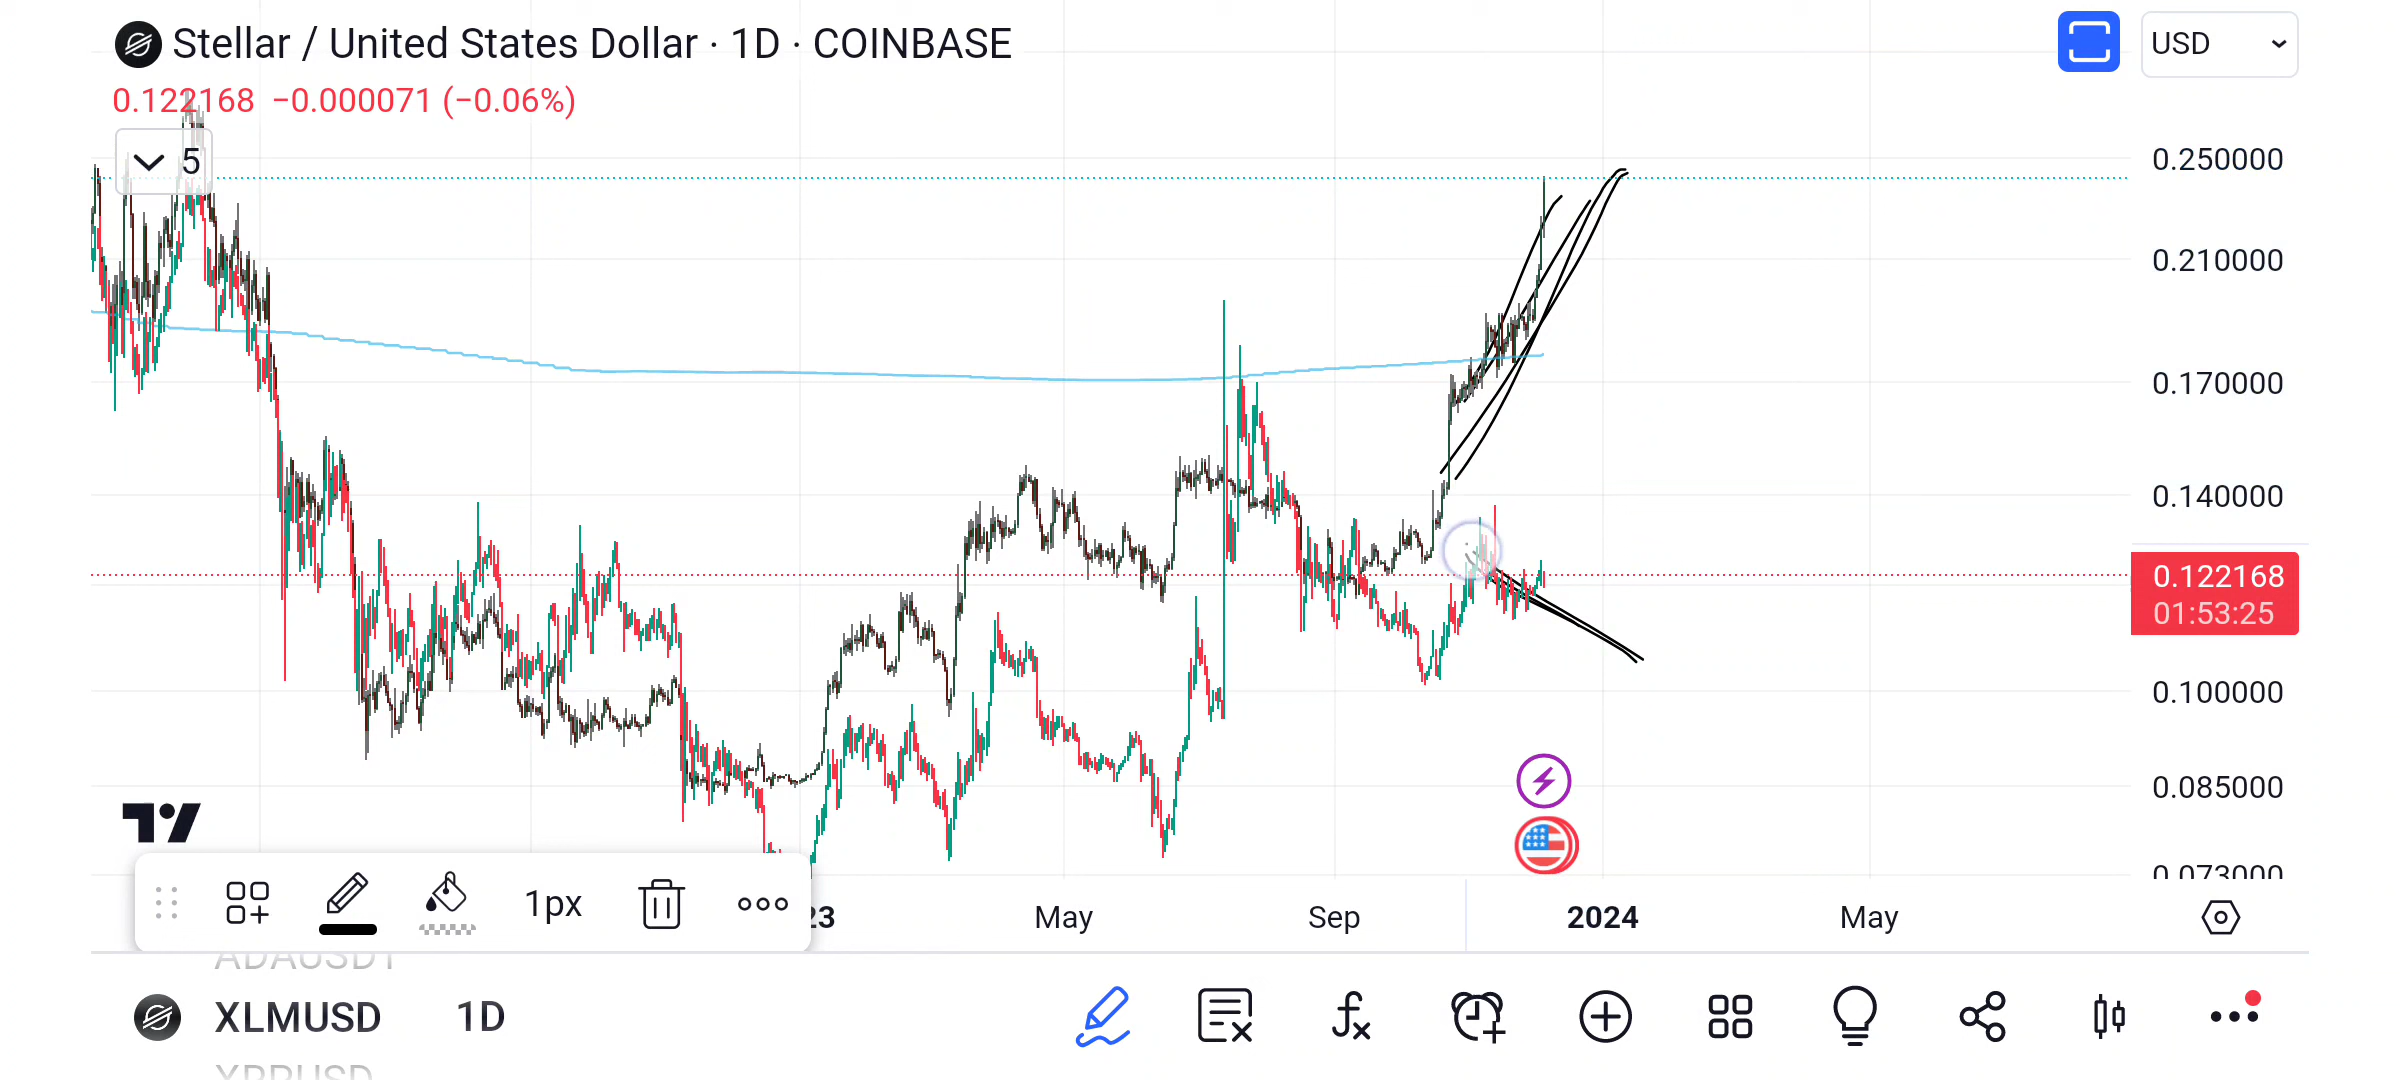 Stellar / United States Dollar · 1D · COINBASE
USD
0.122168 −0.000071 (−0.06%)
5
0.250000
0.210000
0.170000
0.140000
0.122168
01:53:25
0.100000
0.085000
0.073000
1px
23
May
Sep
2024
May
ADAUSDT
XLMUSD 1D
XRPUSD